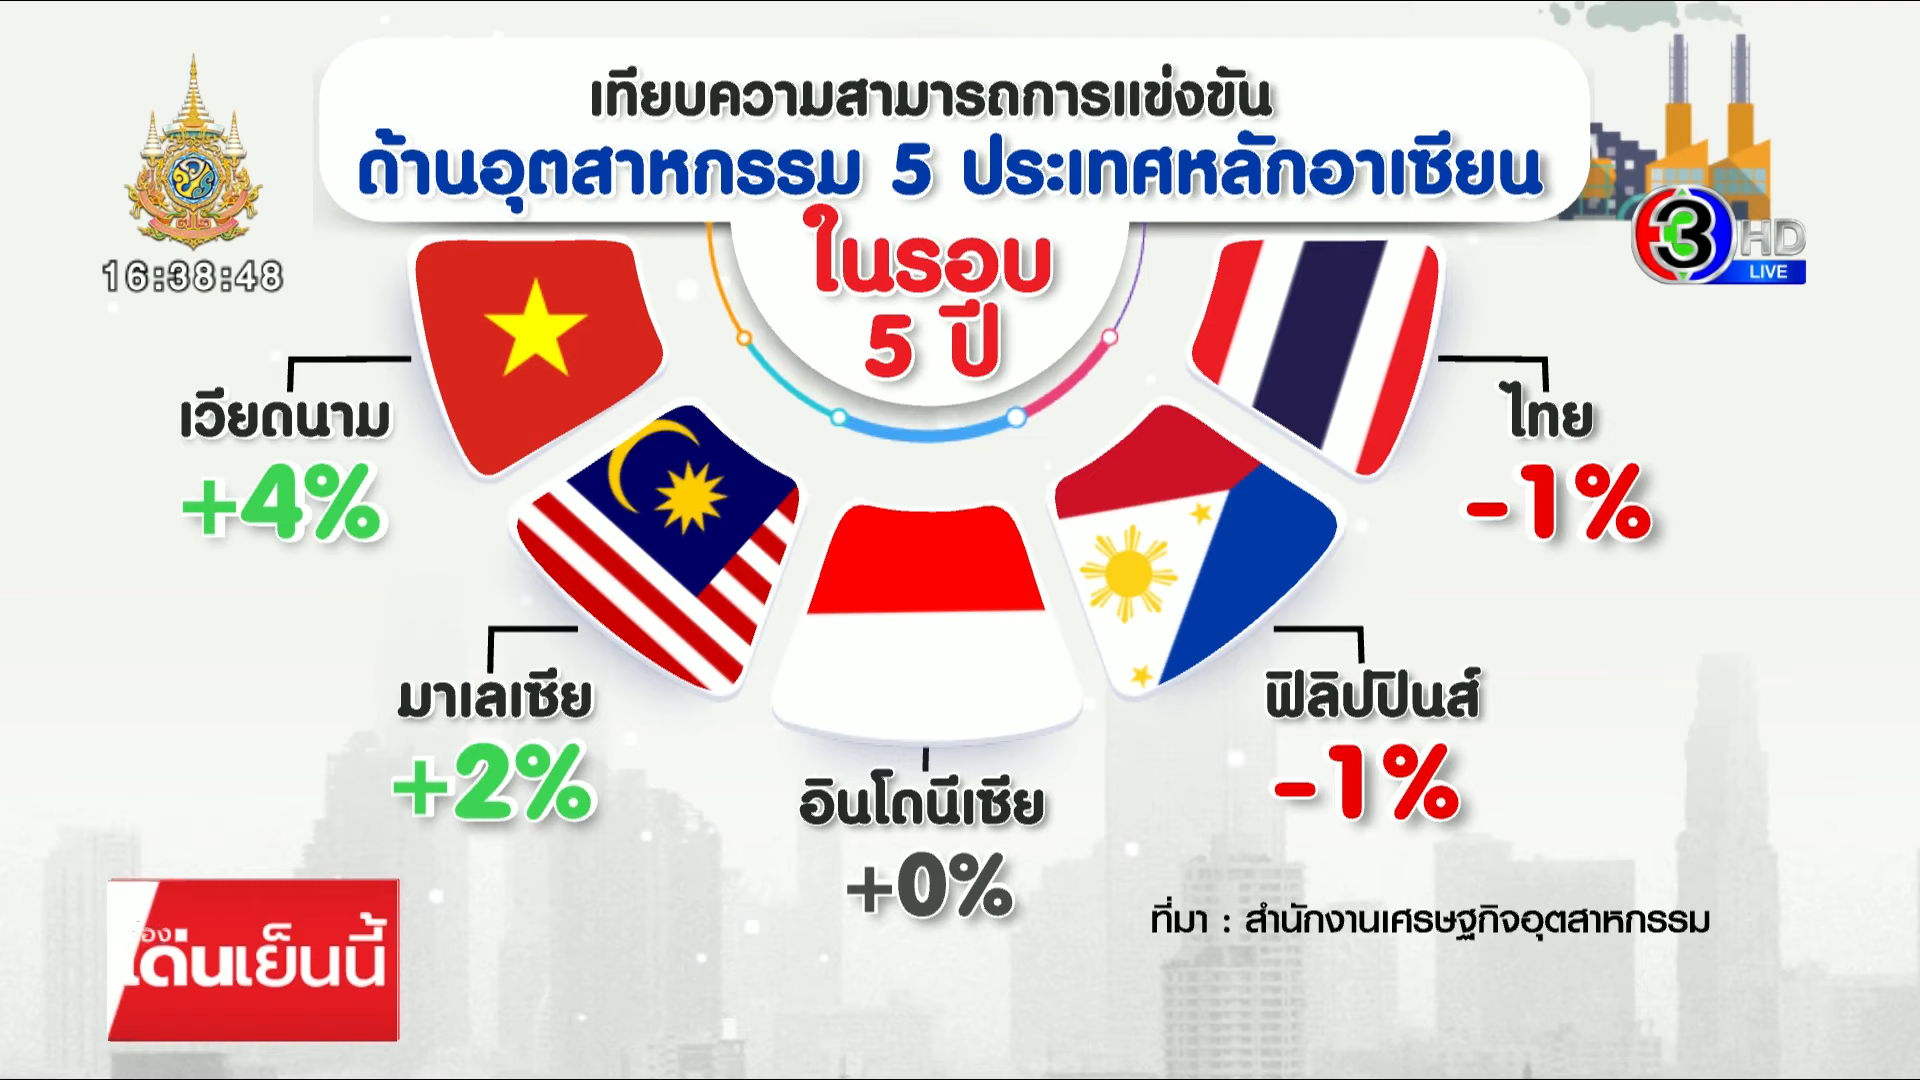 เทียบความสามารถการแข่งขัน
ด้านอุตสาหกรรม 5 ประเทศหลักอาเซียน
ในรอบ
5 ปี
16:38:48
3 HD
LIVE
เวียดนาม
+4%
ไทย
-1%
มาเลเซีย
+2%
ฟิลิปปินส์
-1%
อินโดนีเซีย
+0%
ที่มา : สำนักงานเศรษฐกิจอุตสาหกรรม
เด่นเย็นนี้